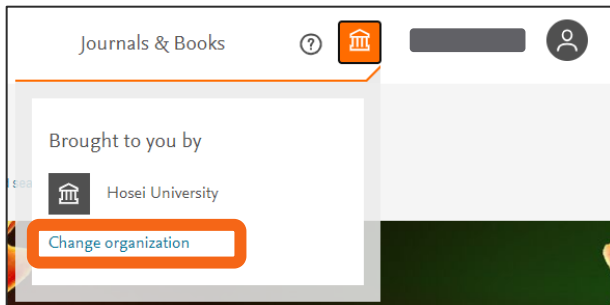 Journals & Books
Brought to you by
Hosei University
Change organization